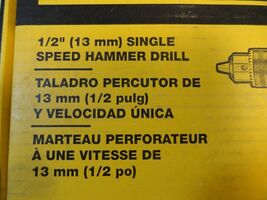 1/2" (13 mm) SINGLE
SPEED HAMMER DRILL
TALADRO PERCUTOR DE
13 mm (1/2 pulg)
Y VELOCIDAD ÚNICA
MARTEAU PERFORATEUR
À UNE VITESSE DE
13 mm (1/2 po)